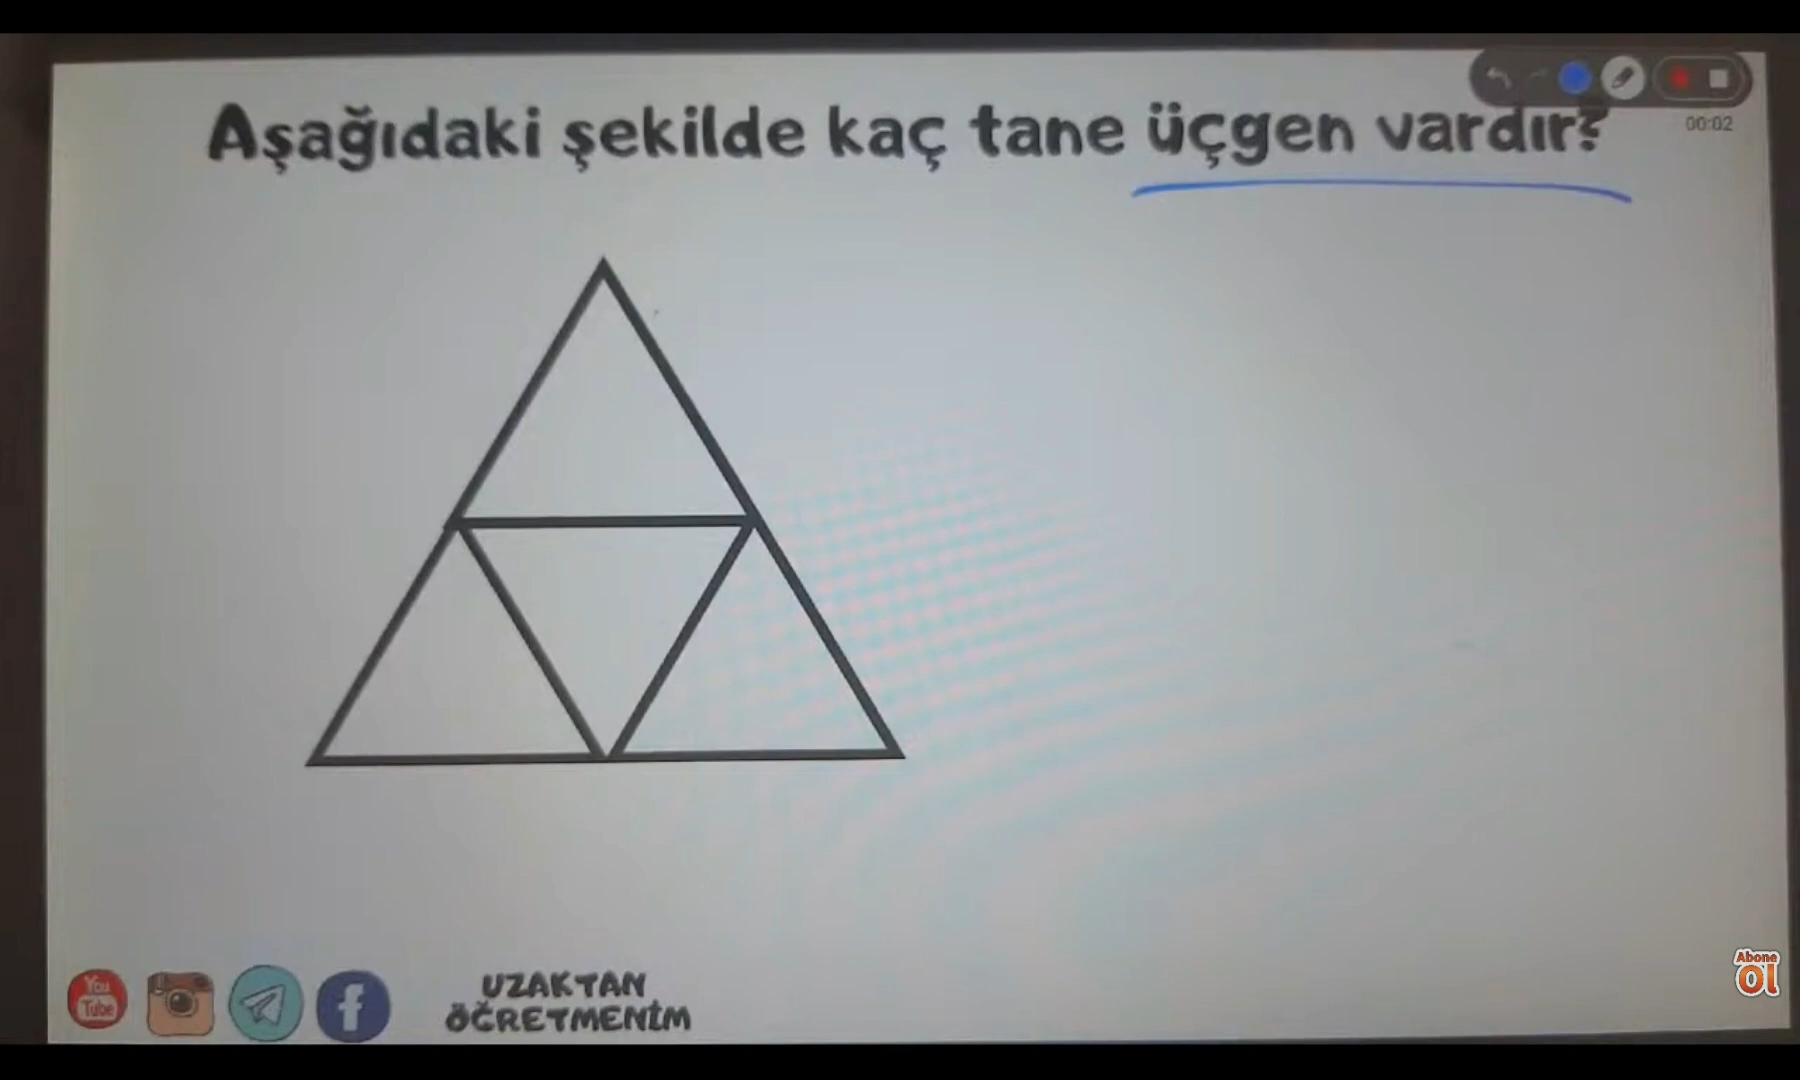 Aşağıdaki şekilde kaç tane üçgen vardır?
00:02
You
Tube
UZAKTAN
ÖĞRETMENİM
Abone
Ol